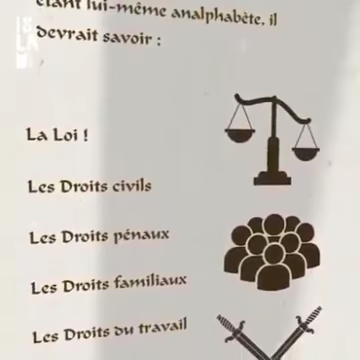 étant lui-même analphabète, il
devrait savoir :
La Loi !
Les Droits civils
Les Droits pénaux
Les Droits familiaux
Les Droits du travail